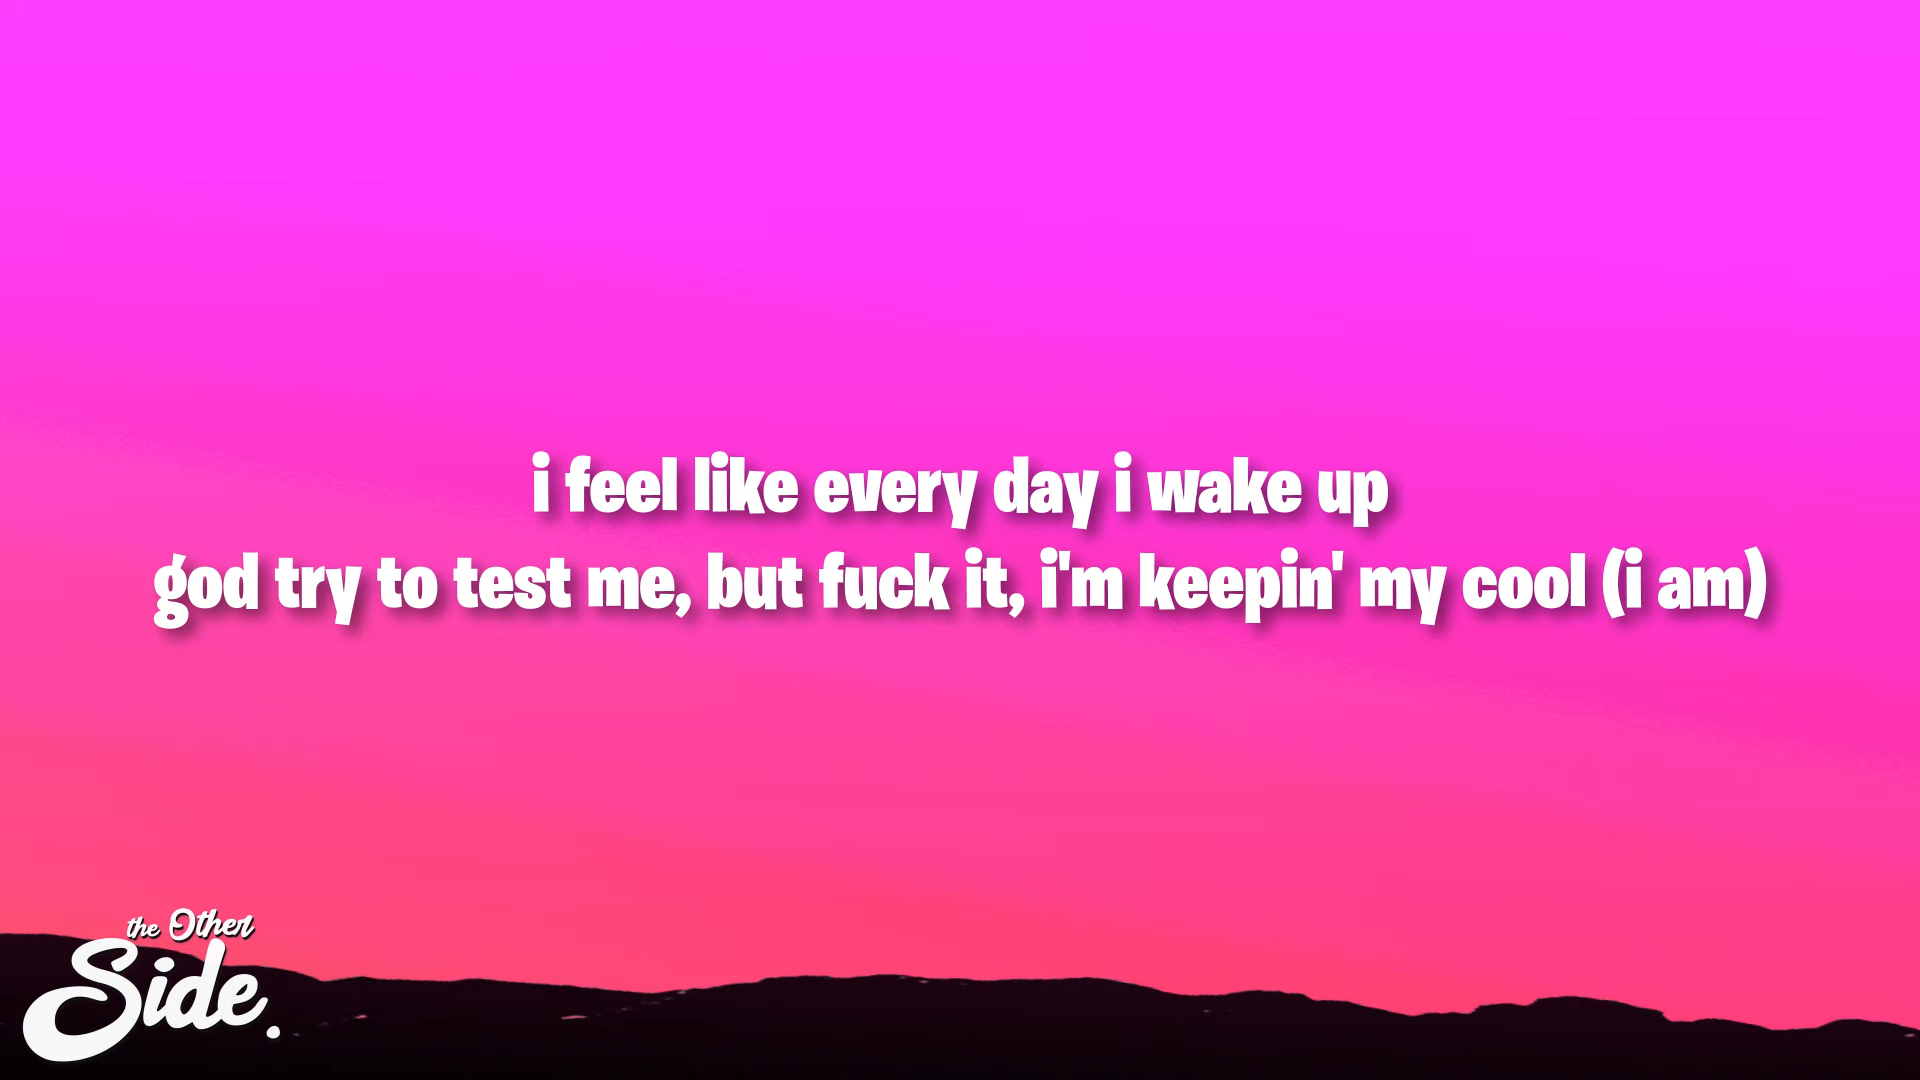 i feel like every day i wake up
god try to test me, but fuck it, i'm keepin' my cool (i am)
the Other
Side.